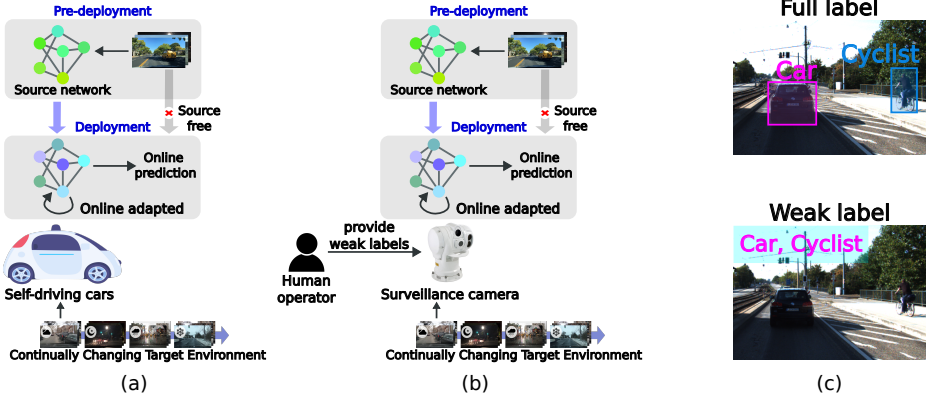 Pre-deployment
Source network
Source
free
Deployment
Online
prediction
Online adapted
Self-driving cars
Continually Changing Target Environment
(a)
Pre-deployment
Source network
Source
free
Deployment
Online
prediction
Online adapted
provide
weak labels
Human
operator
Surveillance camera
Continually Changing Target Environment
(b)
Full label
Cyclist
Car
Weak label
Car, Cyclist
(c)